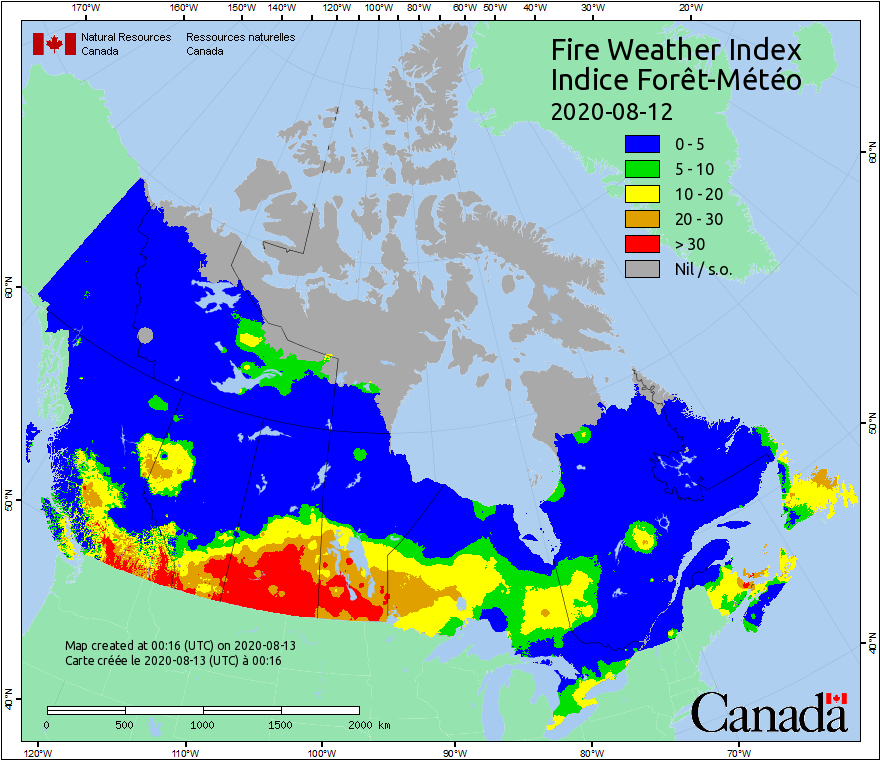 170°W 160°W 150°W 140°W 120°W 100°W 80°W 60°W 50°W 40°W 30°W 20°W
Natural Resources Canada
Ressources naturelles Canada
Fire Weather Index
Indice Forêt-Météo
2020-08-12
0 - 5
5 - 10
10 - 20
20 - 30
> 30
Nil / s.o.
60°N
60°N
50°N
50°N
40°N
40°N
Map created at 00:16 (UTC) on 2020-08-13
Carte créée le 2020-08-13 (UTC) à 00:16
0 500 1000 1500 2000 km
Canada
120°W 110°W 100°W 90°W 80°W 70°W